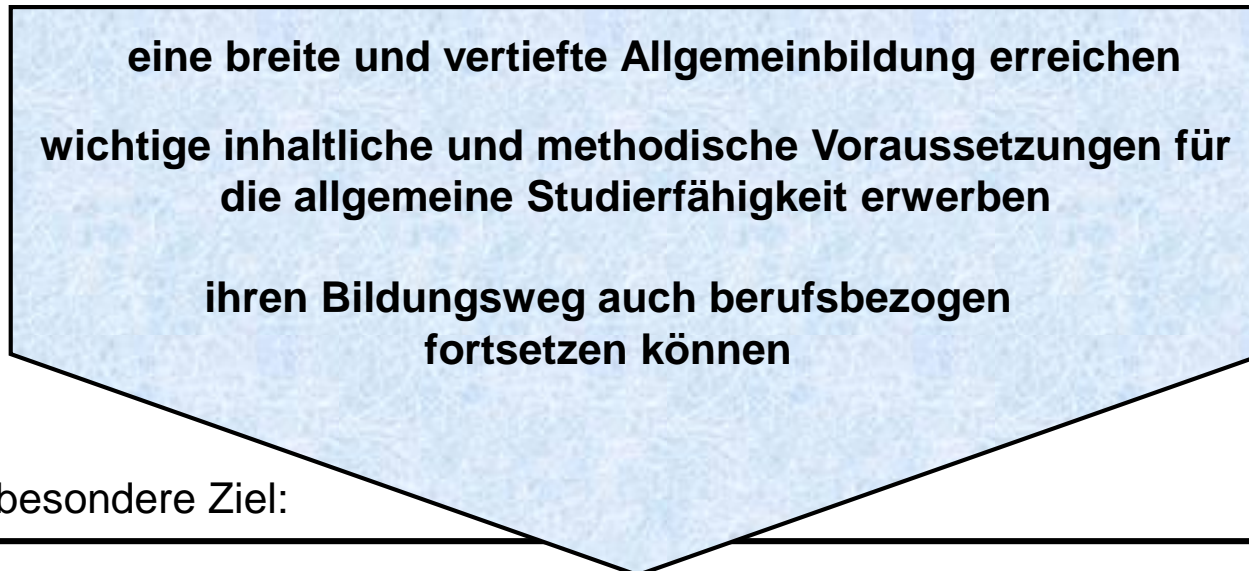 eine breite und vertiefte Allgemeinbildung erreichen
wichtige inhaltliche und methodische Voraussetzungen für
die allgemeine Studierfähigkeit erwerben
ihren Bildungsweg auch berufsbezogen
fortsetzen können
besondere Ziel: